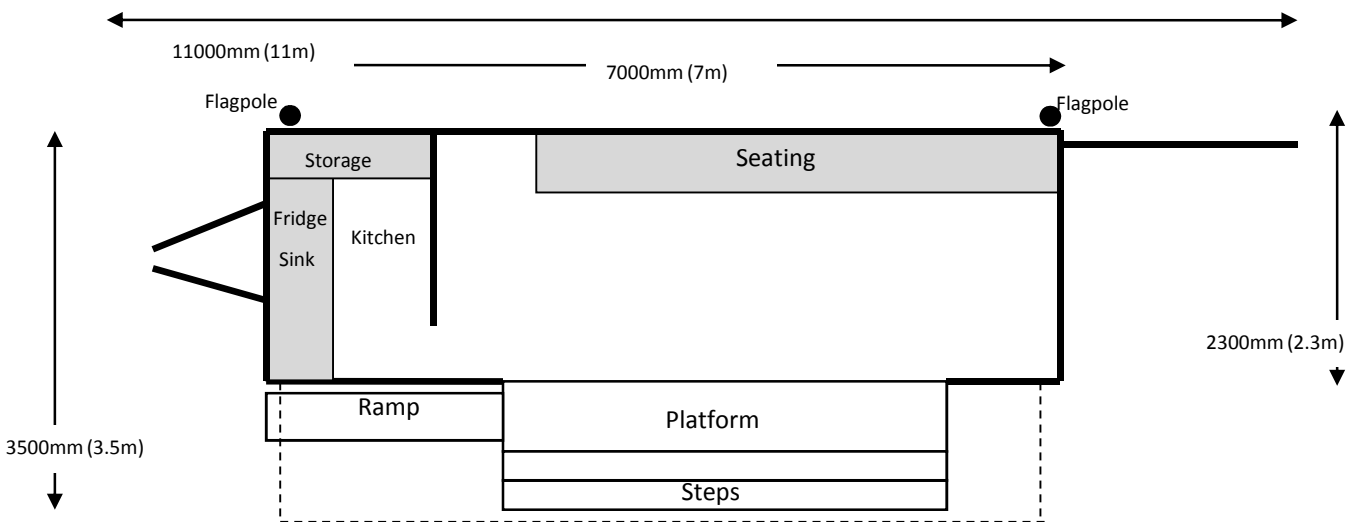 11000mm (11m)
7000mm (7m)
Flagpole
Flagpole
Storage
Seating
Fridge
Kitchen
Sink
2300mm (2.3m)
Ramp
Platform
3500mm (3.5m)
Steps